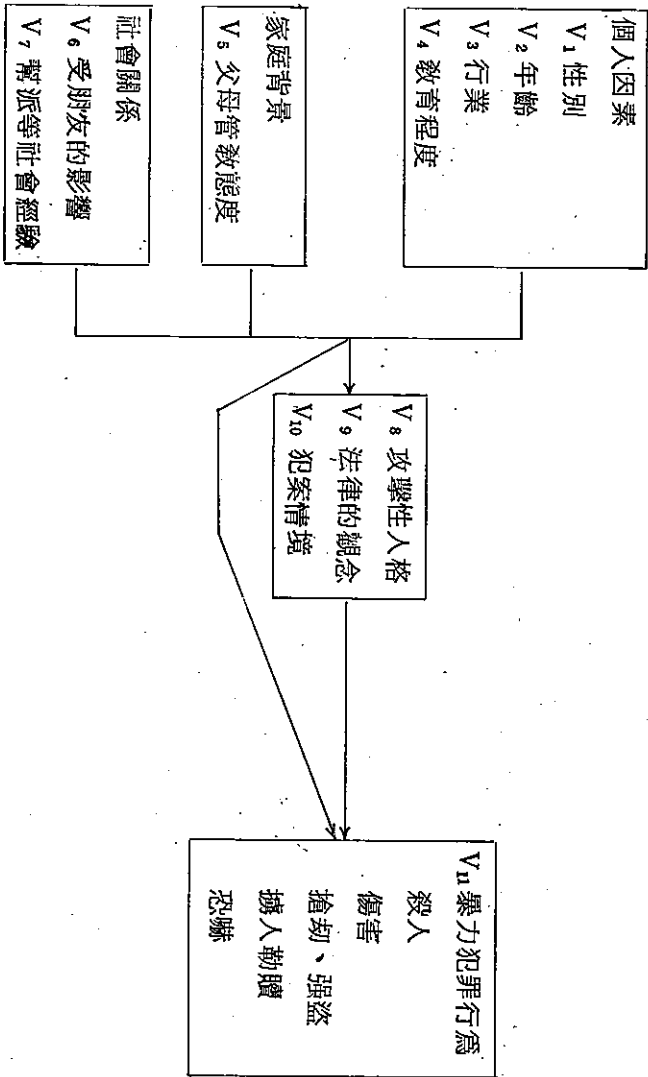 個人因素
V₁ 性別
V₂ 年齡
V₃ 行業
V₄ 敎育程度
家庭背景
V₅ 父母管敎態度
社會關係
V₆ 受朋友的影響
V₇ 幫派等社會經驗
V₈ 攻擊性人格
V₉ 法律的觀念
V₁₀ 犯案情境
V₁₁ 暴力犯罪行爲
殺人
傷害
搶劫、强盜
擄人勒贖
恐嚇